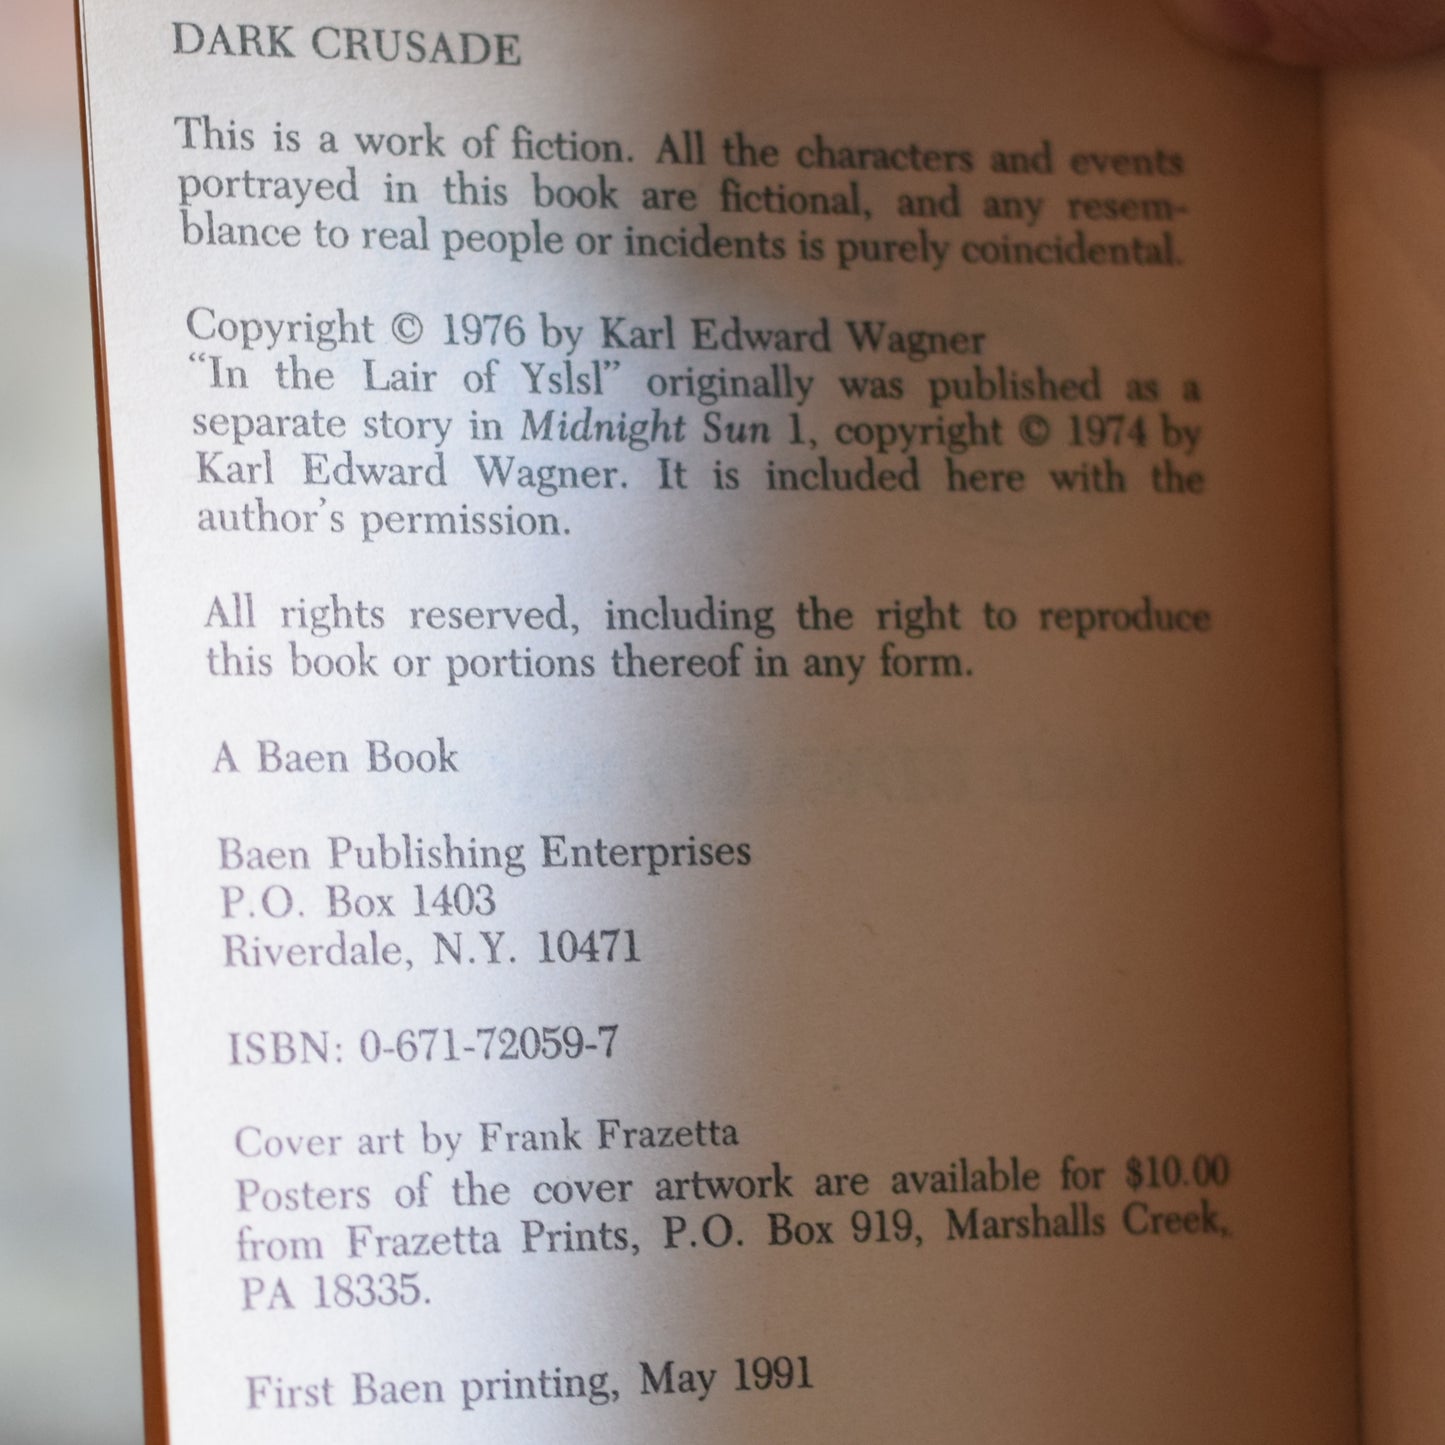 DARK CRUSADE
This is a work of fiction. All the characters and events
portrayed in this book are fictional, and any resem-
blance to real people or incidents is purely coincidental.
Copyright © 1976 by Karl Edward Wagner
“In the Lair of Yslsl” originally was published as a
separate story in Midnight Sun 1, copyright © 1974 by
Karl Edward Wagner. It is included here with the
author’s permission.
All rights reserved, including the right to reproduce
this book or portions thereof in any form.
A Baen Book
Baen Publishing Enterprises
P.O. Box 1403
Riverdale, N.Y. 10471
ISBN: 0-671-72059-7
Cover art by Frank Frazetta
Posters of the cover artwork are available for $10.00
from Frazetta Prints, P.O. Box 919, Marshalls Creek,
PA 18335.
First Baen printing, May 1991